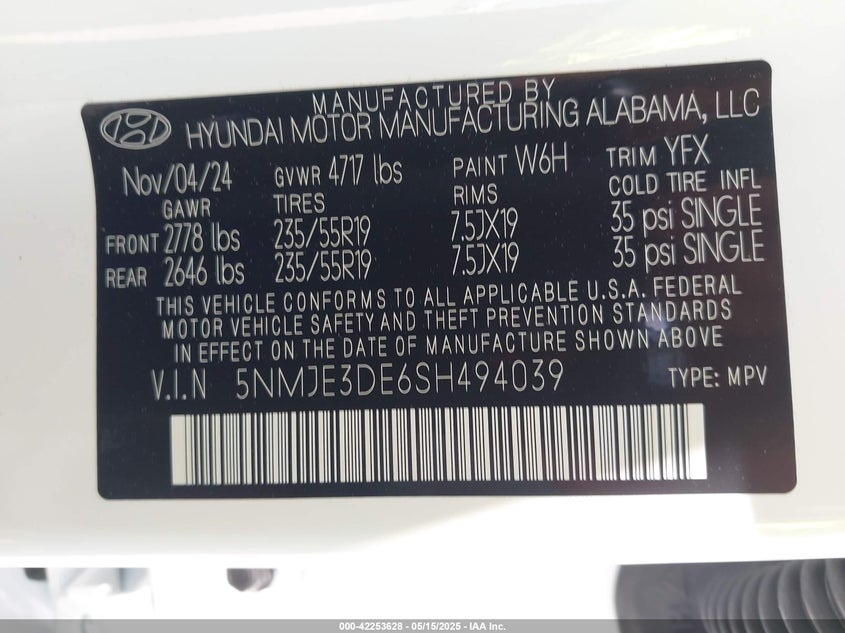 MANUFACTURED BY
HYUNDAI MOTOR MANUFACTURING ALABAMA, LLC
Nov/04/24 GVWR 4717 lbs PAINT W6H TRIM YFX
GAWR TIRES RIMS COLD TIRE INFL
FRONT 2778 lbs 235/55R19 7.5JX19 35 psi SINGLE
REAR 2646 lbs 235/55R19 7.5JX19 35 psi SINGLE
THIS VEHICLE CONFORMS TO ALL APPLICABLE U.S.A. FEDERAL
MOTOR VEHICLE SAFETY AND THEFT PREVENTION STANDARDS
IN EFFECT ON THE DATE OF MANUFACTURE SHOWN ABOVE
V.I.N 5NMJE3DE6SH494039 TYPE: MPV
000-42253628 - 05/15/2025 - IAA Inc.